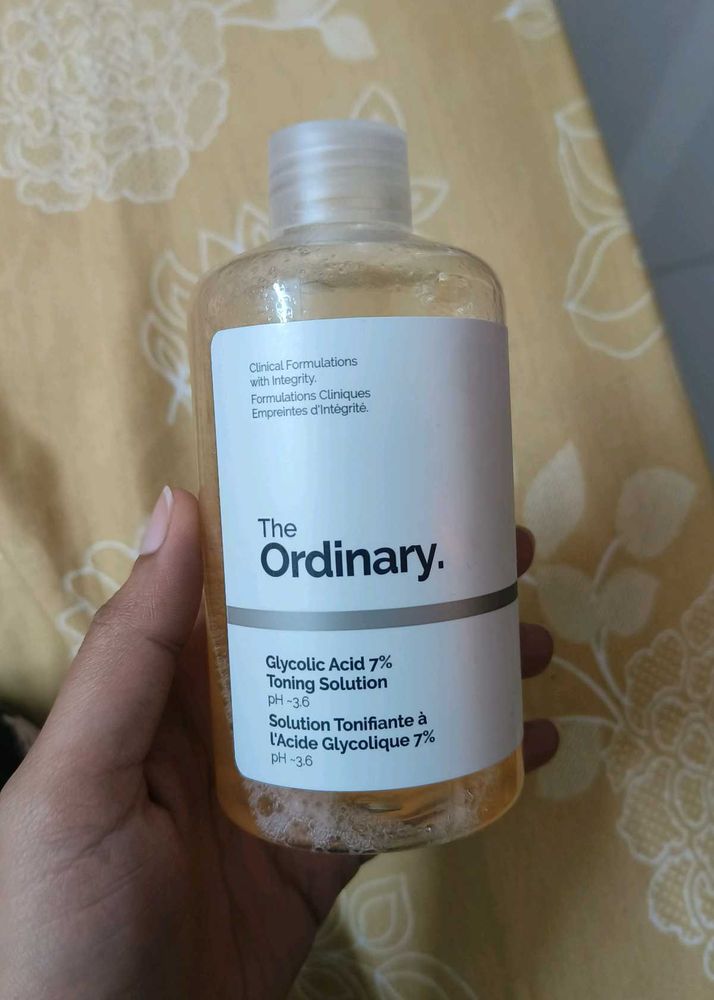 Clinical Formulations
with Integrity.
Formulations Cliniques
Empreintes d'Intégrité.
The
Ordinary.
Glycolic Acid 7%
Toning Solution
pH ~3.6
Solution Tonifiante à
l'Acide Glycolique 7%
pH ~3.6